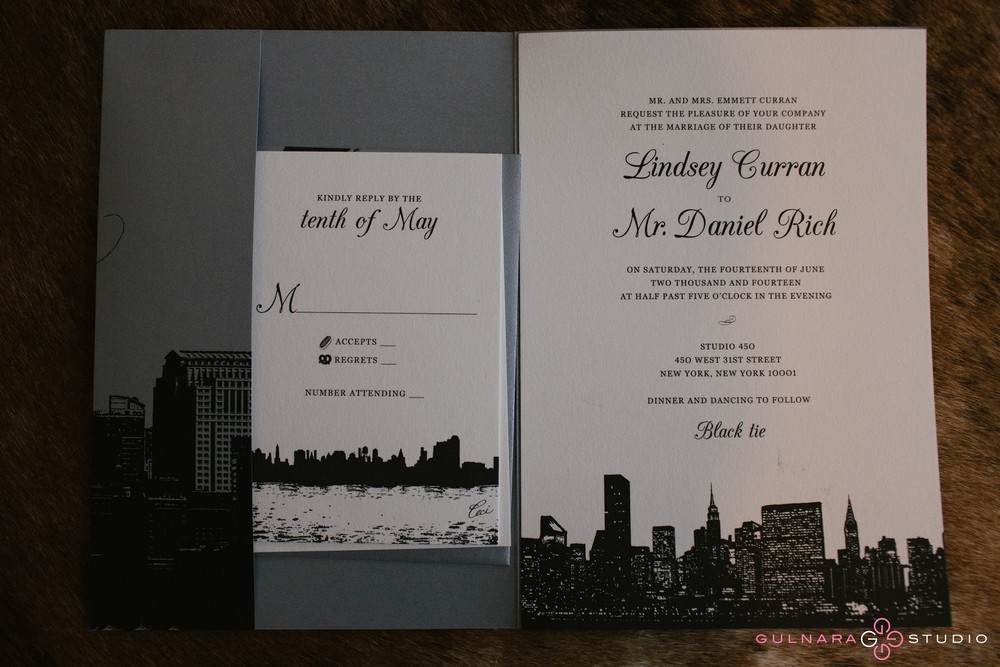 KINDLY REPLY BY THE
tenth of May
M
ACCEPTS __
REGRETS __
NUMBER ATTENDING __
Ceci
MR. AND MRS. EMMETT CURRAN
REQUEST THE PLEASURE OF YOUR COMPANY
AT THE MARRIAGE OF THEIR DAUGHTER
Lindsey Curran
TO
Mr. Daniel Rich
ON SATURDAY, THE FOURTEENTH OF JUNE
TWO THOUSAND AND FOURTEEN
AT HALF PAST FIVE O'CLOCK IN THE EVENING
STUDIO 450
450 WEST 31ST STREET
NEW YORK, NEW YORK 10001
DINNER AND DANCING TO FOLLOW
Black tie
GULNARA STUDIO